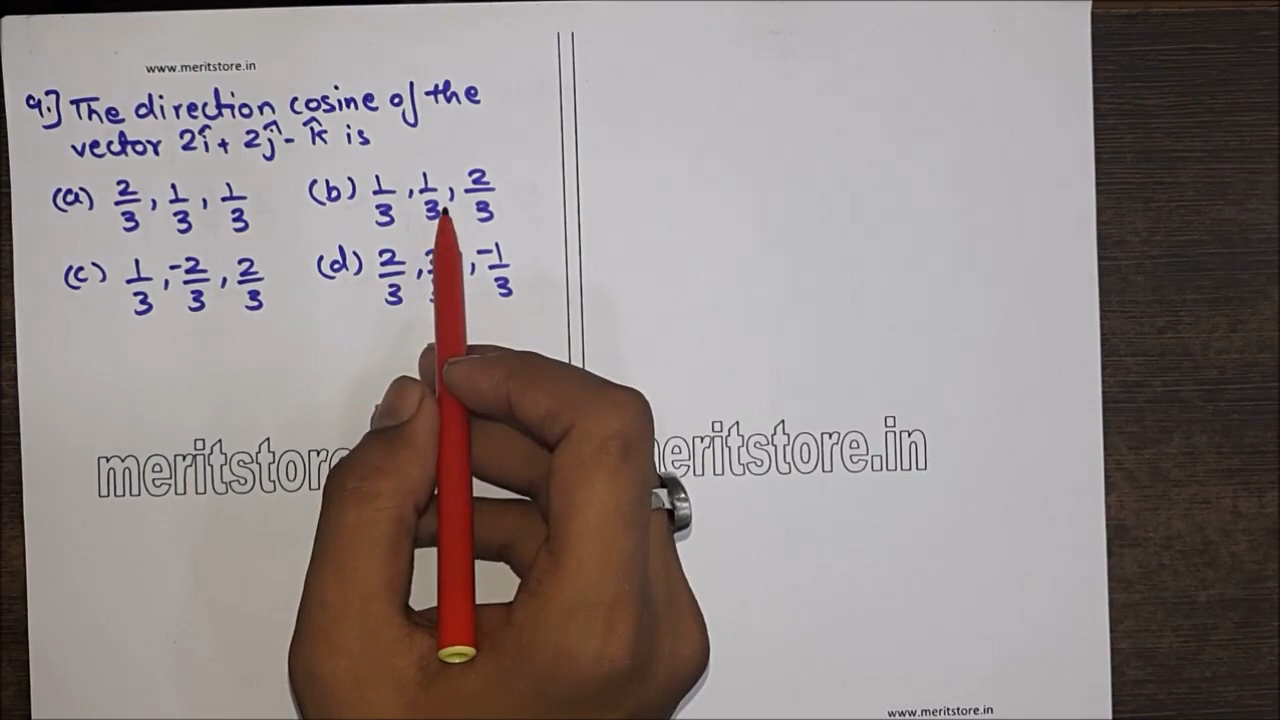 www.meritstore.in
9.] The direction cosine of the
vector 2î + 2ĵ - k̂ is
(a) 2/3, 1/3, 1/3 (b) 1/3, 1/3, 2/3
(c) 1/3, -2/3, 2/3 (d) 2/3, , -1/3
meritstore
meritstore.in
www.meritstore.in